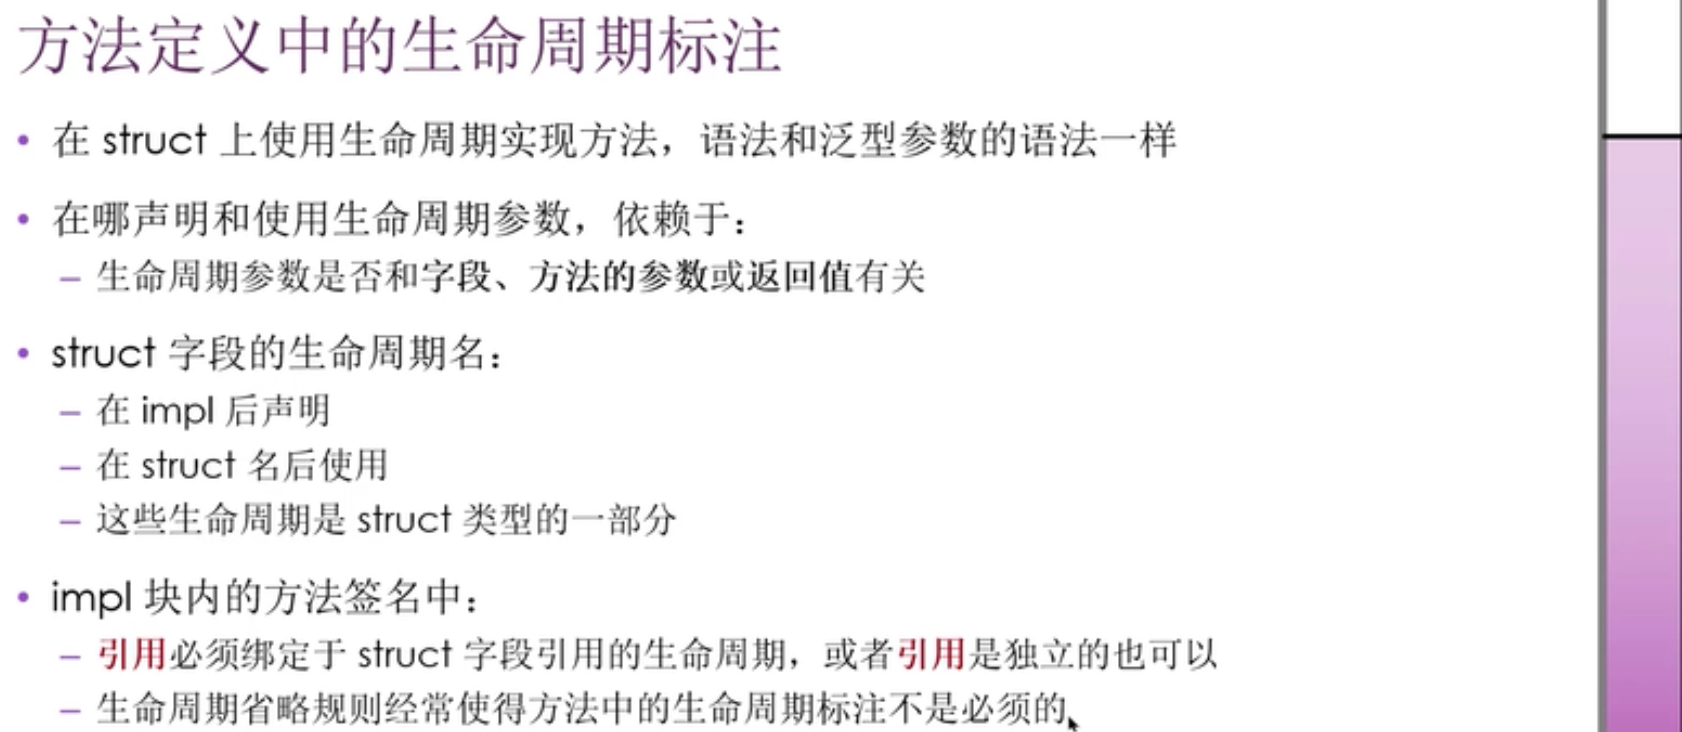 方法定义中的生命周期标注
• 在 struct 上使用生命周期实现方法，语法和泛型参数的语法一样
• 在哪声明和使用生命周期参数，依赖于：
– 生命周期参数是否和字段、方法的参数或返回值有关
• struct 字段的生命周期名：
– 在 impl 后声明
– 在 struct 名后使用
– 这些生命周期是 struct 类型的一部分
• impl 块内的方法签名中：
– 引用必须绑定于 struct 字段引用的生命周期，或者引用是独立的也可以
– 生命周期省略规则经常使得方法中的生命周期标注不是必须的